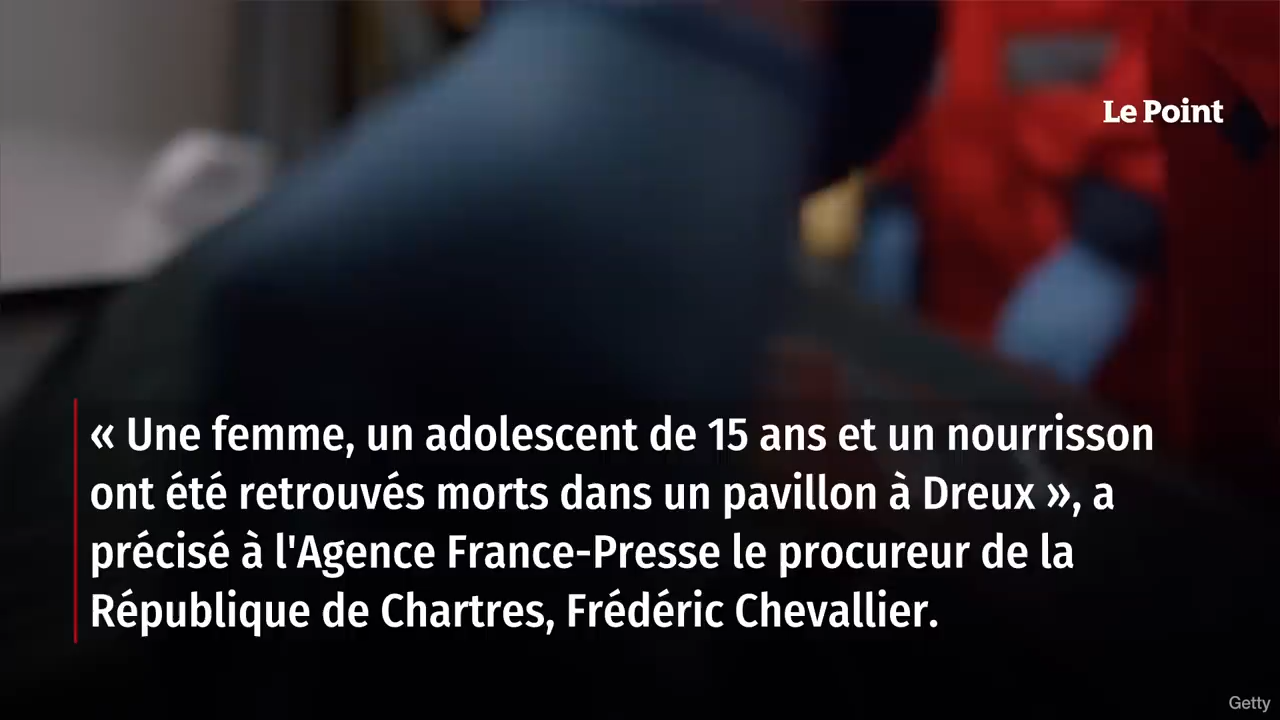 Le Point
« Une femme, un adolescent de 15 ans et un nourrisson
ont été retrouvés morts dans un pavillon à Dreux », a
précisé à l'Agence France-Presse le procureur de la
République de Chartres, Frédéric Chevallier.
Getty